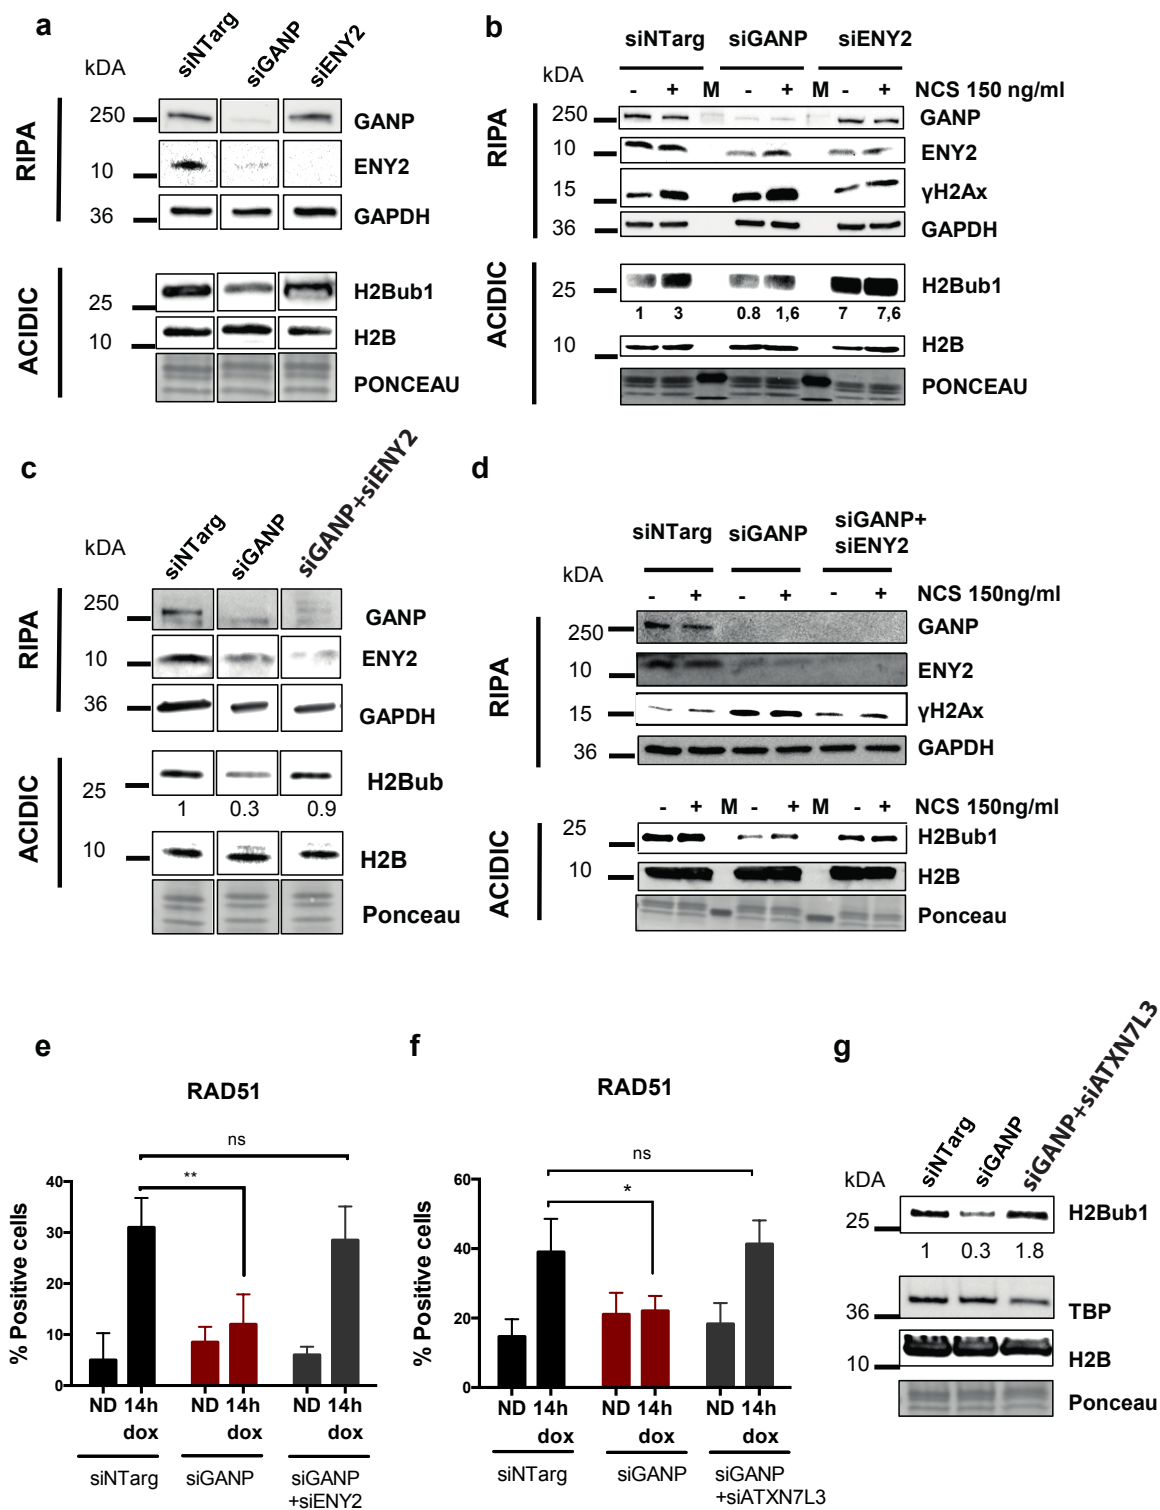 a
siNTarg siGANP siENY2
kDA
RIPA
250 GANP
10 ENY2
36 GAPDH
ACIDIC
25 H2Bub1
10 H2B
PONCEAU
b
siNTarg siGANP siENY2
kDA
- + M - + M - + NCS 150 ng/ml
RIPA
250 GANP
10 ENY2
15 γH2Ax
36 GAPDH
ACIDIC
25 H2Bub1
1 3 0.8 1,6 7 7,6
10 H2B
PONCEAU
c
siNTarg siGANP siGANP+siENY2
kDA
RIPA
250 GANP
10 ENY2
36 GAPDH
ACIDIC
25 H2Bub
1 0.3 0.9
10 H2B
Ponceau
d
siNTarg siGANP siGANP+
siENY2
kDA
- + - + - + NCS 150ng/ml
RIPA
250 GANP
10 ENY2
15 γH2Ax
36 GAPDH
ACIDIC
- + M - + M - + NCS 150ng/ml
25 H2Bub1
10 H2B
Ponceau
e
RAD51
ns
**
% Positive cells
40
30
20
10
0
ND 14h ND 14h ND 14h
dox dox dox
siNTarg siGANP siGANP
+siENY2
f
RAD51
ns
*
% Positive cells
60
40
20
0
ND 14h ND 14h ND 14h
dox dox dox
siNTarg siGANP siGANP
+siATXN7L3
g
siNTarg siGANP siGANP+siATXN7L3
kDA
25 H2Bub1
1 0.3 1.8
36 TBP
10 H2B
Ponceau